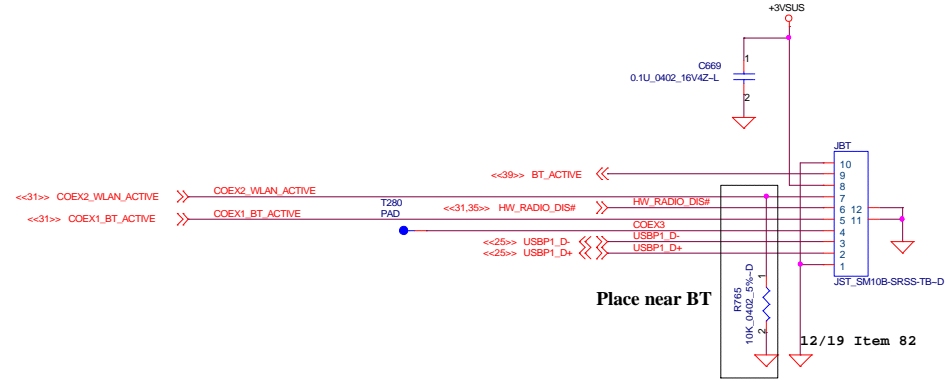 +3VSUS
C669
0.1U_0402_16V4Z~L
1
2
JBT
<<39>> BT_ACTIVE
<<31>> COEX2_WLAN_ACTIVE
COEX2_WLAN_ACTIVE
<<31,35>> HW_RADIO_DIS#
HW_RADIO_DIS#
<<31>> COEX1_BT_ACTIVE
COEX1_BT_ACTIVE
T280
PAD
COEX3
<<25>> USBP1_D-
USBP1_D-
<<25>> USBP1_D+
USBP1_D+
10
9
8
7
6 12
5 11
4
3
2
1
JST_SM10B-SRSS-TB~D
Place near BT
R765
10K_0402_5%~D
1
2
12/19 Item 82